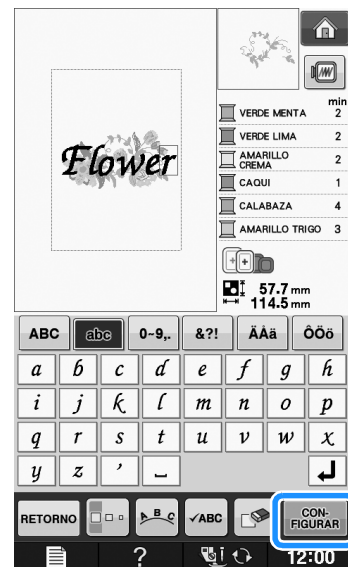 min
VERDE MENTA 2
VERDE LIMA 2
AMARILLO
CREMA 2
CAQUI 1
CALABAZA 4
AMARILLO TRIGO 3
Flower
57.7 mm
114.5 mm
ABC abc 0~9,. &?! ÄÅä ÔÖö
a b c d e f g h
i j k l m n o p
q r s t u v w x
y z ’ _
RETORNO A B C ✓ABC CON-
FIGURAR
? 12:00